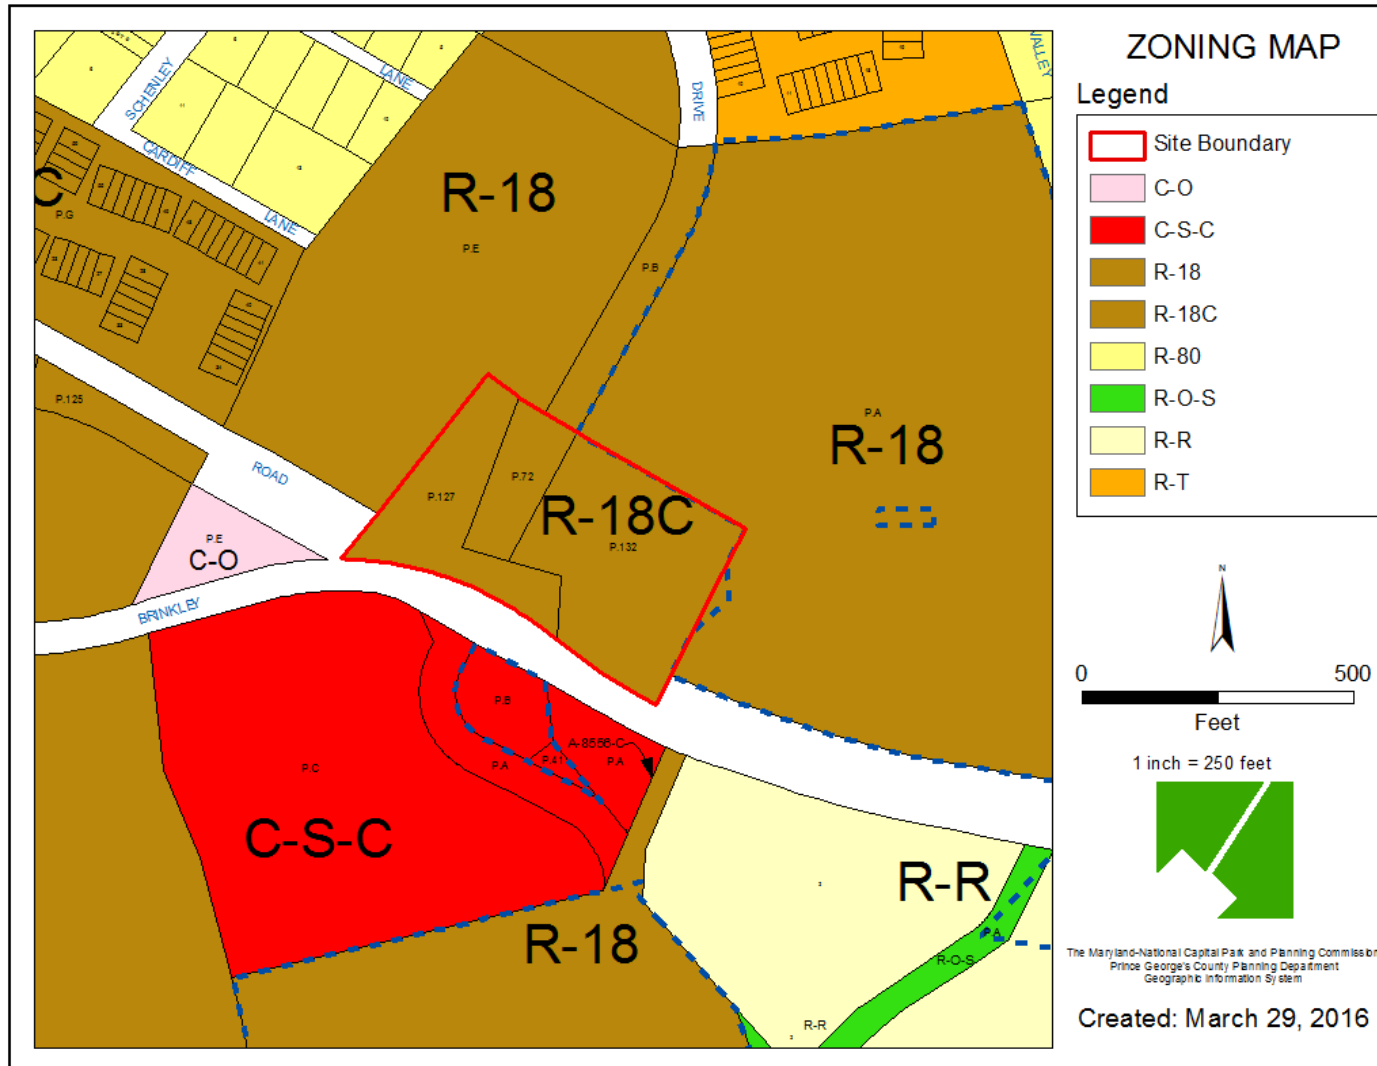 ZONING MAP
Legend
Site Boundary
C-O
C-S-C
R-18
R-18C
R-80
R-O-S
R-R
R-T
N
0 500
Feet
1 inch = 250 feet
The Maryland-National Capital Park and Planning Commission
Prince George's County Planning Department
Geographic Information System
Created: March 29, 2016
SCHENLEY
LANE
DRIVE
VALLEY
CARDIFF
LANE
C
P.G
R-18
P.E
P.B
P.125
ROAD
P.A
R-18
P.127
P.72
R-18C
P.132
P.E
C-O
BRINKLEY
P.B
A-8556-C
P.A
P.41
P.A
P.C
C-S-C
R-R
R-18
P.A
R-O-S
R-R